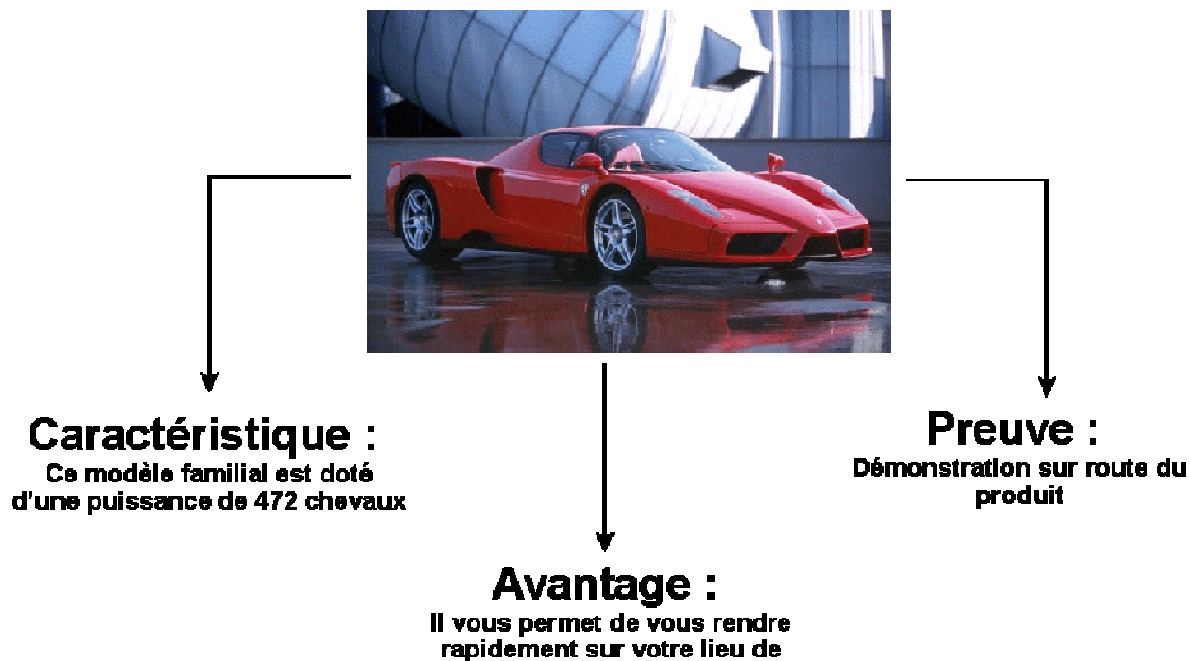 Caractéristique :
Ce modèle familial est doté
d'une puissance de 472 chevaux
Avantage :
Il vous permet de vous rendre
rapidement sur votre lieu de
Preuve :
Démonstration sur route du
produit